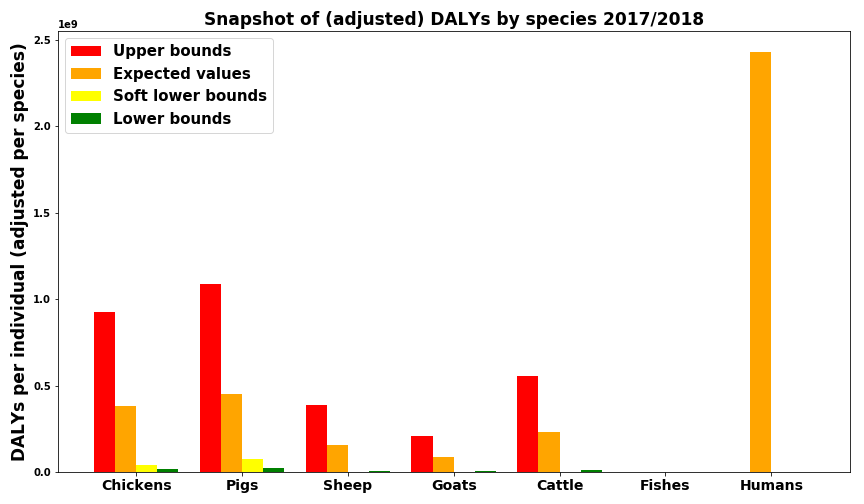 Snapshot of (adjusted) DALYs by species 2017/2018
1e9
DALYs per individual (adjusted per species)
2.5
2.0
1.5
1.0
0.5
0.0
Upper bounds
Expected values
Soft lower bounds
Lower bounds
Chickens Pigs Sheep Goats Cattle Fishes Humans